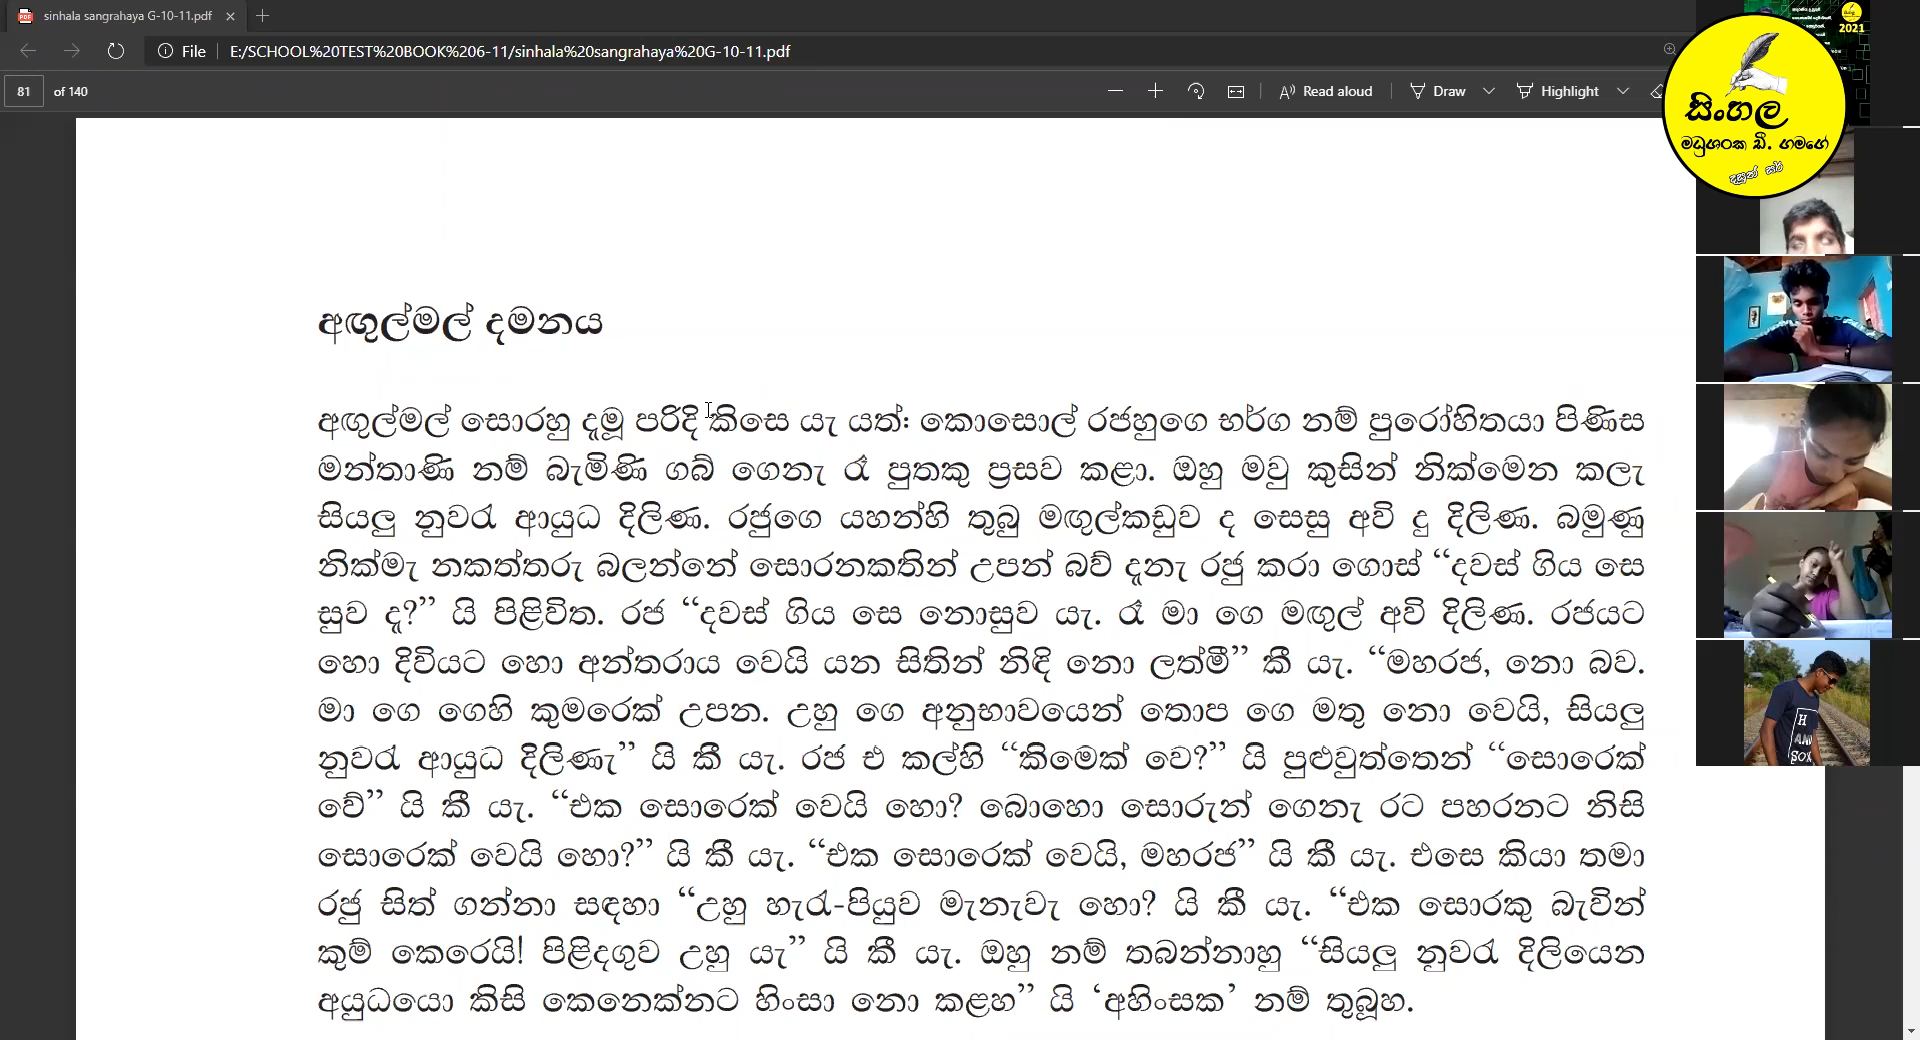 sinhala sangrahaya G-10-11.pdf
File
E:/SCHOOL%20TEST%20BOOK%206-11/sinhala%20sangrahaya%20G-10-11.pdf
81 of 140
Read aloud
Draw
Highlight
2021
සිංහල
මධුශංක ඩී. ගමගේ
දසුන් සර්
අඟුල්මල් දමනය
අඟුල්මල් සොරහු දැමූ පරිදි කිසෙ යැ යත්: කොසොල් රජහුගෙ භර්ග නම් පුරෝහිතයා පිණිස
මන්තාණි නම් බැමිණි ගබ් ගෙනැ රෑ පුතකු ප්‍රසව කළා. ඔහු මවු කුසින් නික්මෙන කලැ
සියලු නුවරැ ආයුධ දිලිණ. රජුගෙ යහන්හි තුබු මඟුල්කඩුව ද සෙසු අවි දු දිලිණ. බමුණු
නික්මැ නකත්තරු බලන්නේ සොරනකතින් උපන් බව් දැනැ රජු කරා ගොස් “දවස් ගිය සෙ
සුව ද?” යි පිළිවිත. රජ “දවස් ගිය සෙ නොසුව යැ. රෑ මා ගෙ මඟුල් අවි දිලිණ. රජයට
හො දිවියට හො අන්තරාය වෙයි යන සිතින් නිඳි නො ලත්මී” කී යැ. “මහරජ, නො බව.
මා ගෙ ගෙහි කුමරෙක් උපන. උහු ගෙ අනුභාවයෙන් තොප ගෙ මතු නො වෙයි, සියලු
නුවරැ ආයුධ දිලිණැ” යි කී යැ. රජ එ කල්හි “කිමෙක් වෙ?” යි පුළුවුත්තෙන් “සොරෙක්
වේ” යි කී යැ. “එක සොරෙක් වෙයි හො? බොහො සොරුන් ගෙනැ රට පහරනට නිසි
සොරෙක් වෙයි හො?” යි කී යැ. “එක සොරෙක් වෙයි, මහරජ” යි කී යැ. එසෙ කියා තමා
රජු සිත් ගන්නා සඳහා “උහු හැරැ-පියුව මැනැවැ හො? යි කී යැ. “එක සොරකු බැවින්
කුම් කෙරෙයි! පිළිදගුව උහු යැ” යි කී යැ. ඔහු නම් තබන්නාහු “සියලු නුවරැ දිලියෙන
අයුධයො කිසි කෙනෙක්නට හිංසා නො කළහ” යි ‘අහිංසක’ නම් තුබූහ.